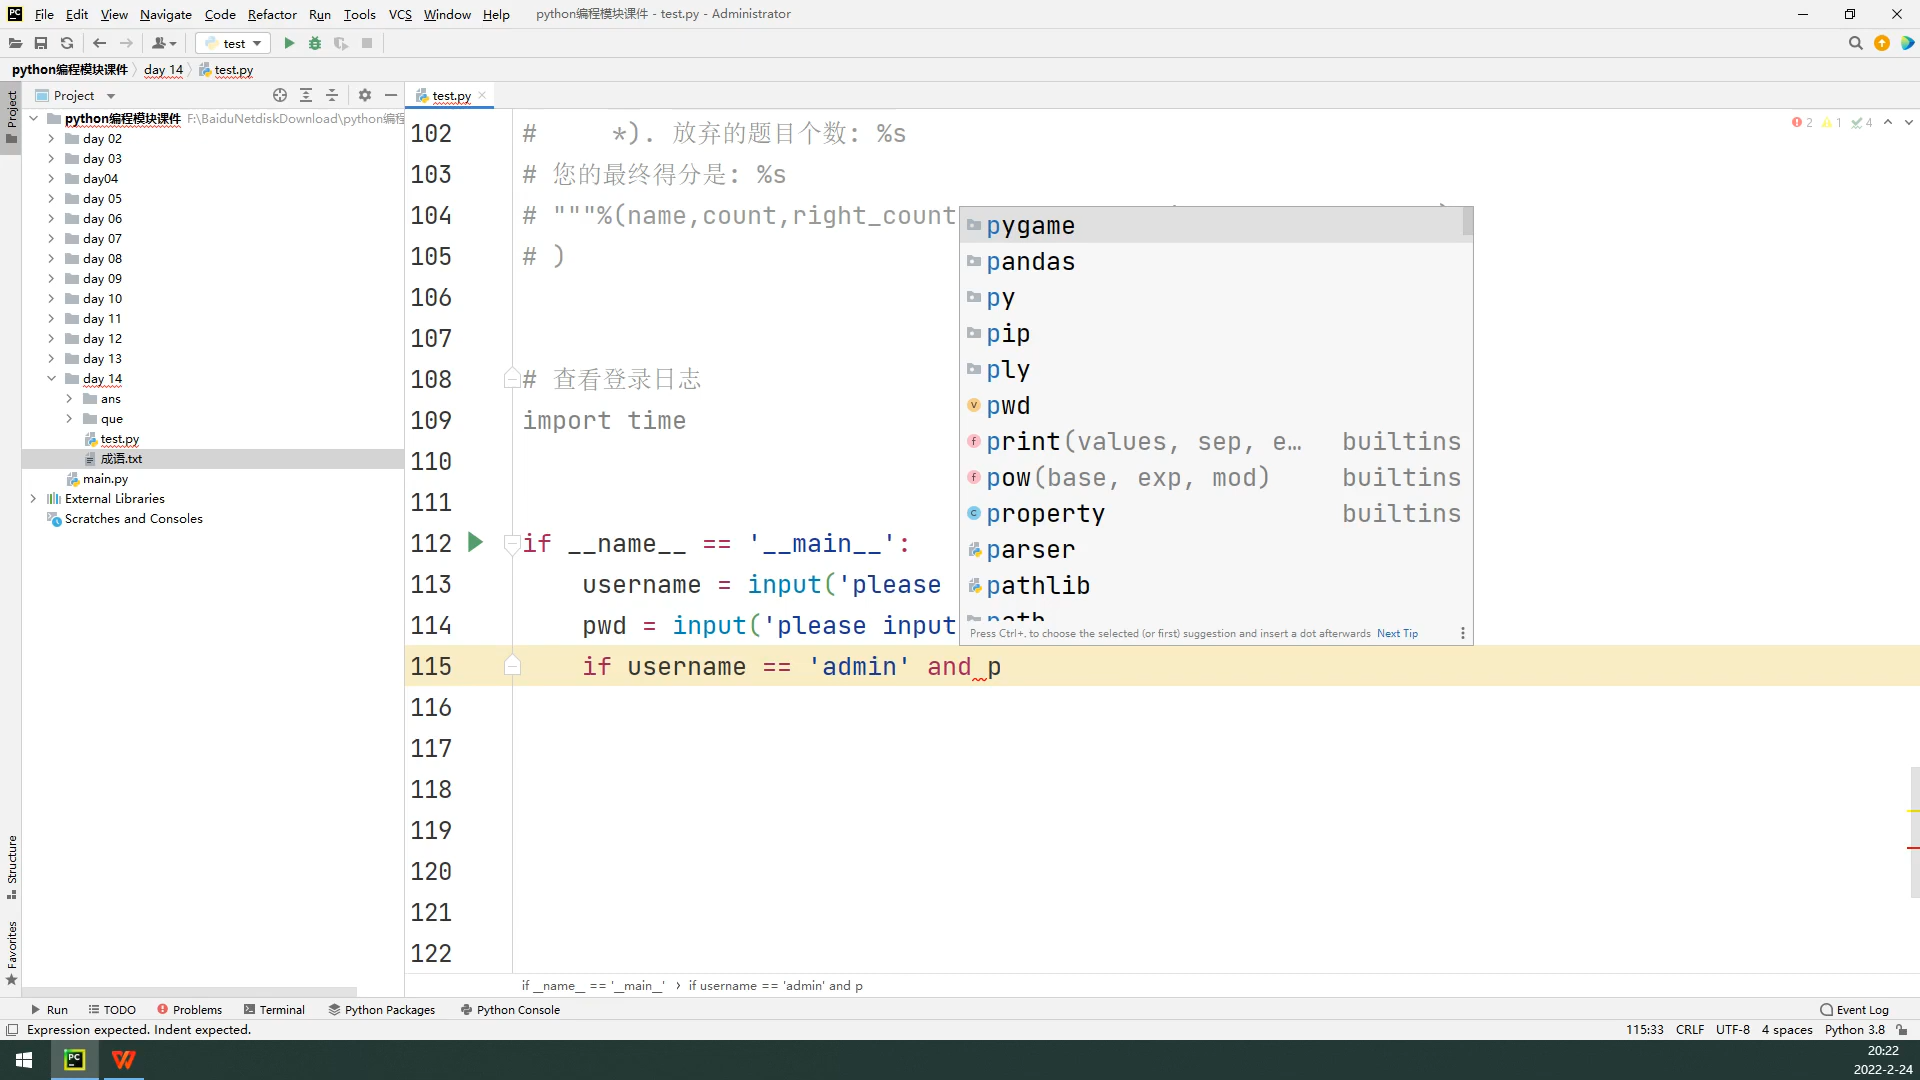 File Edit View Navigate Code Refactor Run Tools VCS Window Help python编程模块课件 - test.py - Administrator
test
python编程模块课件 day 14 test.py
Project
Project
test.py
python编程模块课件 F:\BaiduNetdiskDownload\python编程
day 02
day 03
day04
day 05
day 06
day 07
day 08
day 09
day 10
day 11
day 12
day 13
day 14
ans
que
test.py
成语.txt
main.py
External Libraries
Scratches and Consoles
2 1 4
102 # *). 放弃的题目个数: %s
103 # 您的最终得分是: %s
104 # """%(name,count,right_count
105 # )
106
107
108 # 查看登录日志
109 import time
110
111
112 if __name__ == '__main__':
113 username = input('please
114 pwd = input('please input
115 if username == 'admin' and p
116
117
118
119
120
121
122
pygame
pandas
py
pip
ply
pwd
print(values, sep, e... builtins
pow(base, exp, mod) builtins
property builtins
parser
pathlib
path
Press Ctrl+. to choose the selected (or first) suggestion and insert a dot afterwards Next Tip
if __name__ == '__main__' › if username == 'admin' and p
Structure
Favorites
Run TODO Problems Terminal Python Packages Python Console Event Log
Expression expected. Indent expected. 115:33 CRLF UTF-8 4 spaces Python 3.8
20:22
2022-2-24